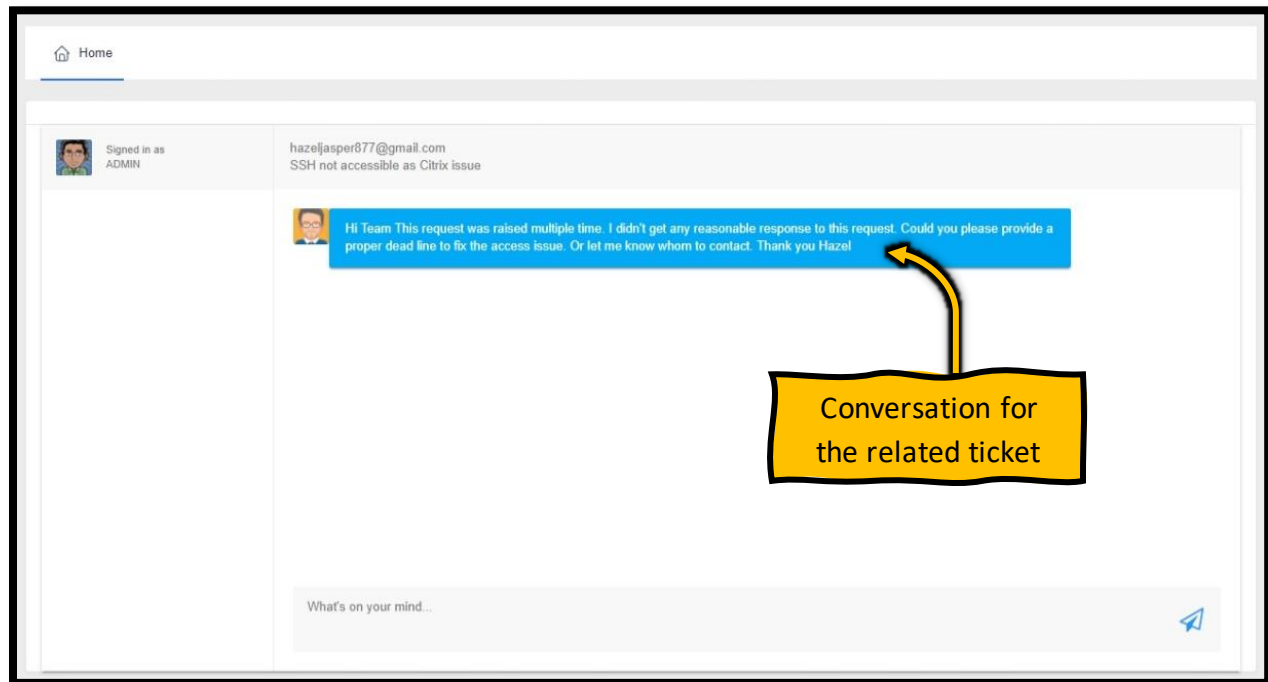 Home
Signed in as
ADMIN
hazeljasper877@gmail.com
SSH not accessible as Citrix issue
Hi Team This request was raised multiple time. I didn't get any reasonable response to this request. Could you please provide a
proper dead line to fix the access issue. Or let me know whom to contact. Thank you Hazel
Conversation for
the related ticket
What's on your mind...